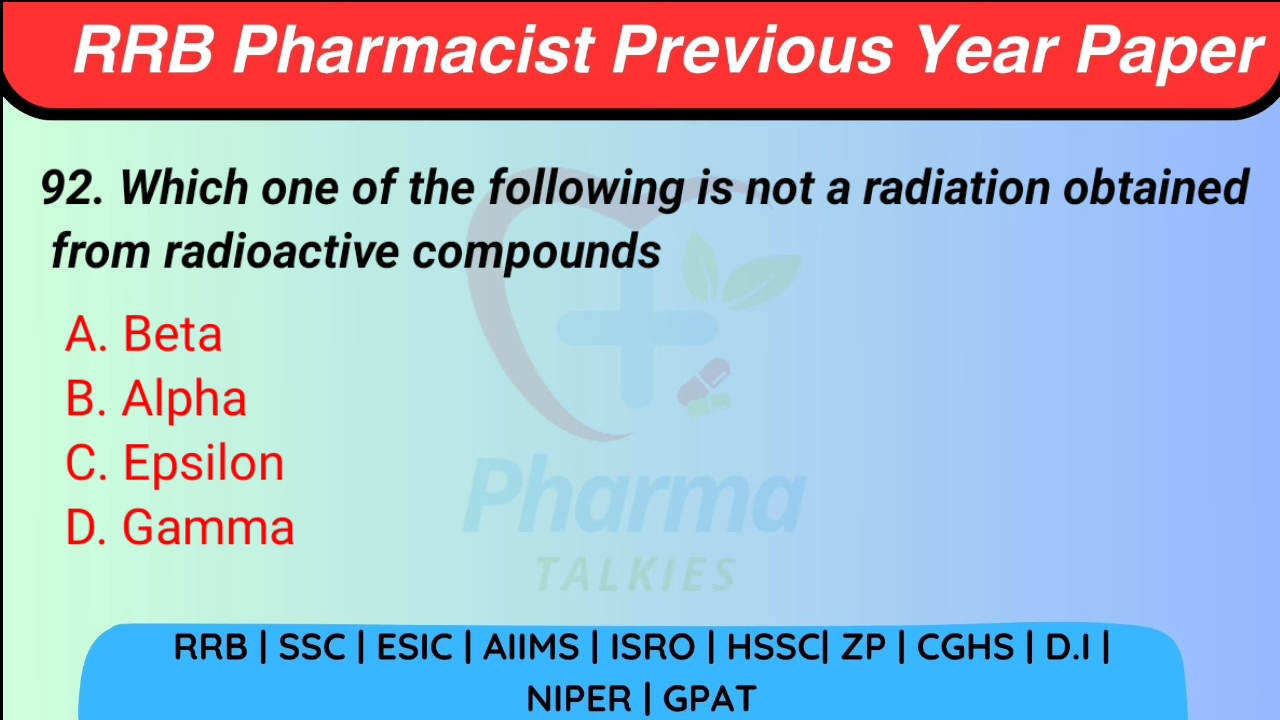 RRB Pharmacist Previous Year Paper
92. Which one of the following is not a radiation obtained
from radioactive compounds
A. Beta
B. Alpha
C. Epsilon
D. Gamma
Pharma
TALKIES
RRB | SSC | ESIC | AIIMS | ISRO | HSSC| ZP | CGHS | D.I |
NIPER | GPAT